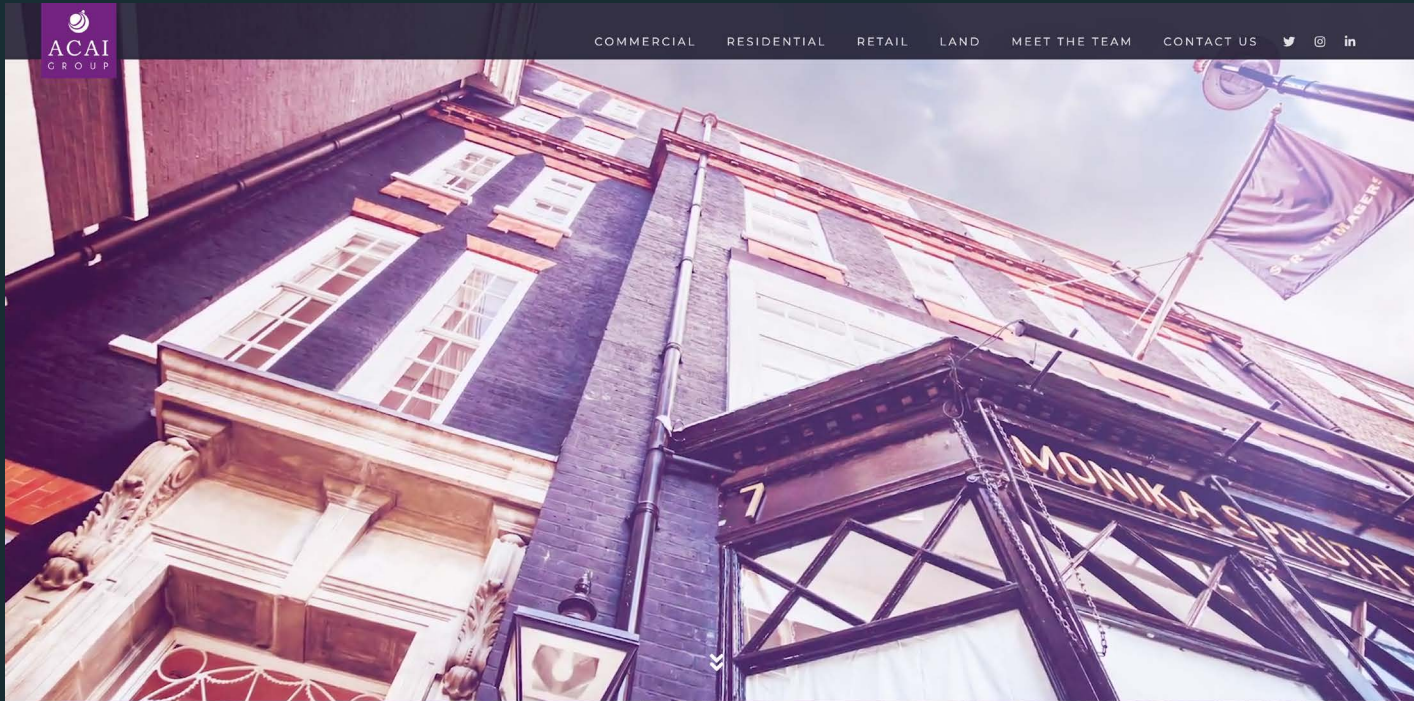 ACAI
GROUP
COMMERCIAL RESIDENTIAL RETAIL LAND MEET THE TEAM CONTACT US
7
MONIKA SPRÜTH